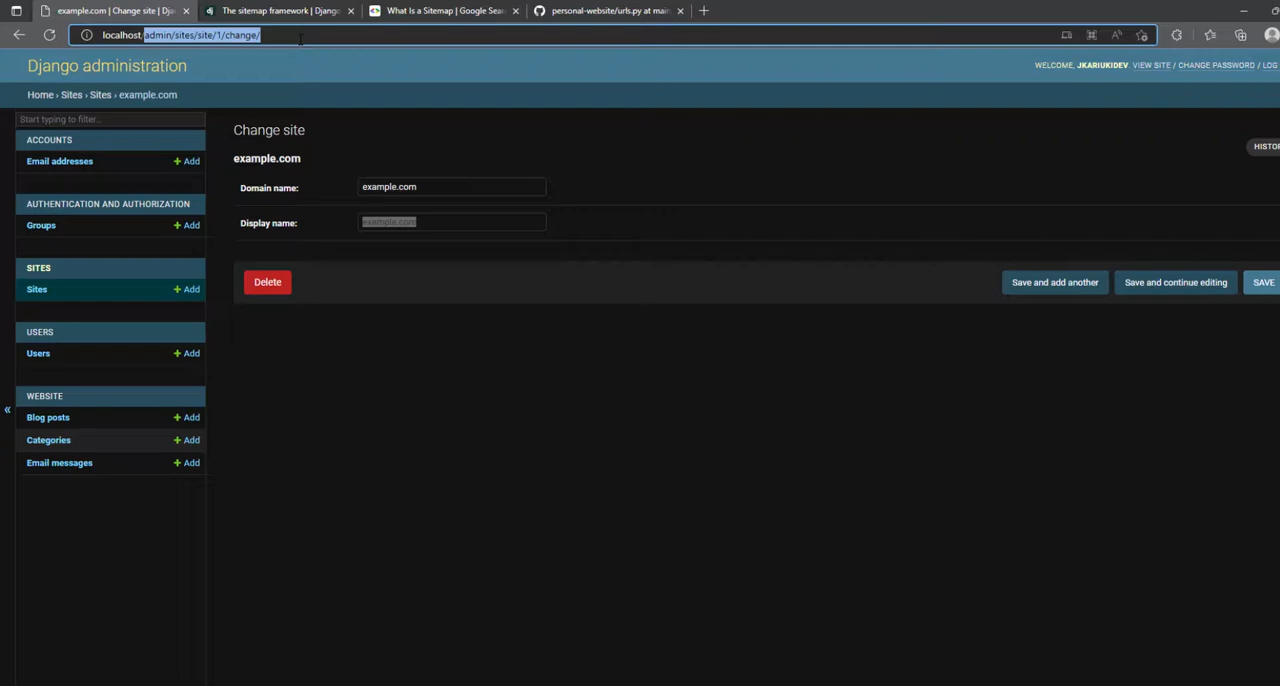 example.com | Change site | Dja
The sitemap framework | Django
What Is a Sitemap | Google Sear
personal-website/urls.py at main
localhost/admin/sites/site/1/change/
Django administration
WELCOME, JKARIUKIDEV. VIEW SITE / CHANGE PASSWORD / LOG
Home › Sites › Sites › example.com
Start typing to filter...
ACCOUNTS
Email addresses + Add
AUTHENTICATION AND AUTHORIZATION
Groups + Add
SITES
Sites + Add
USERS
Users + Add
WEBSITE
Blog posts + Add
Categories + Add
Email messages + Add
«
Change site
HISTOR
example.com
Domain name: example.com
Display name: example.com
Delete
Save and add another
Save and continue editing
SAVE